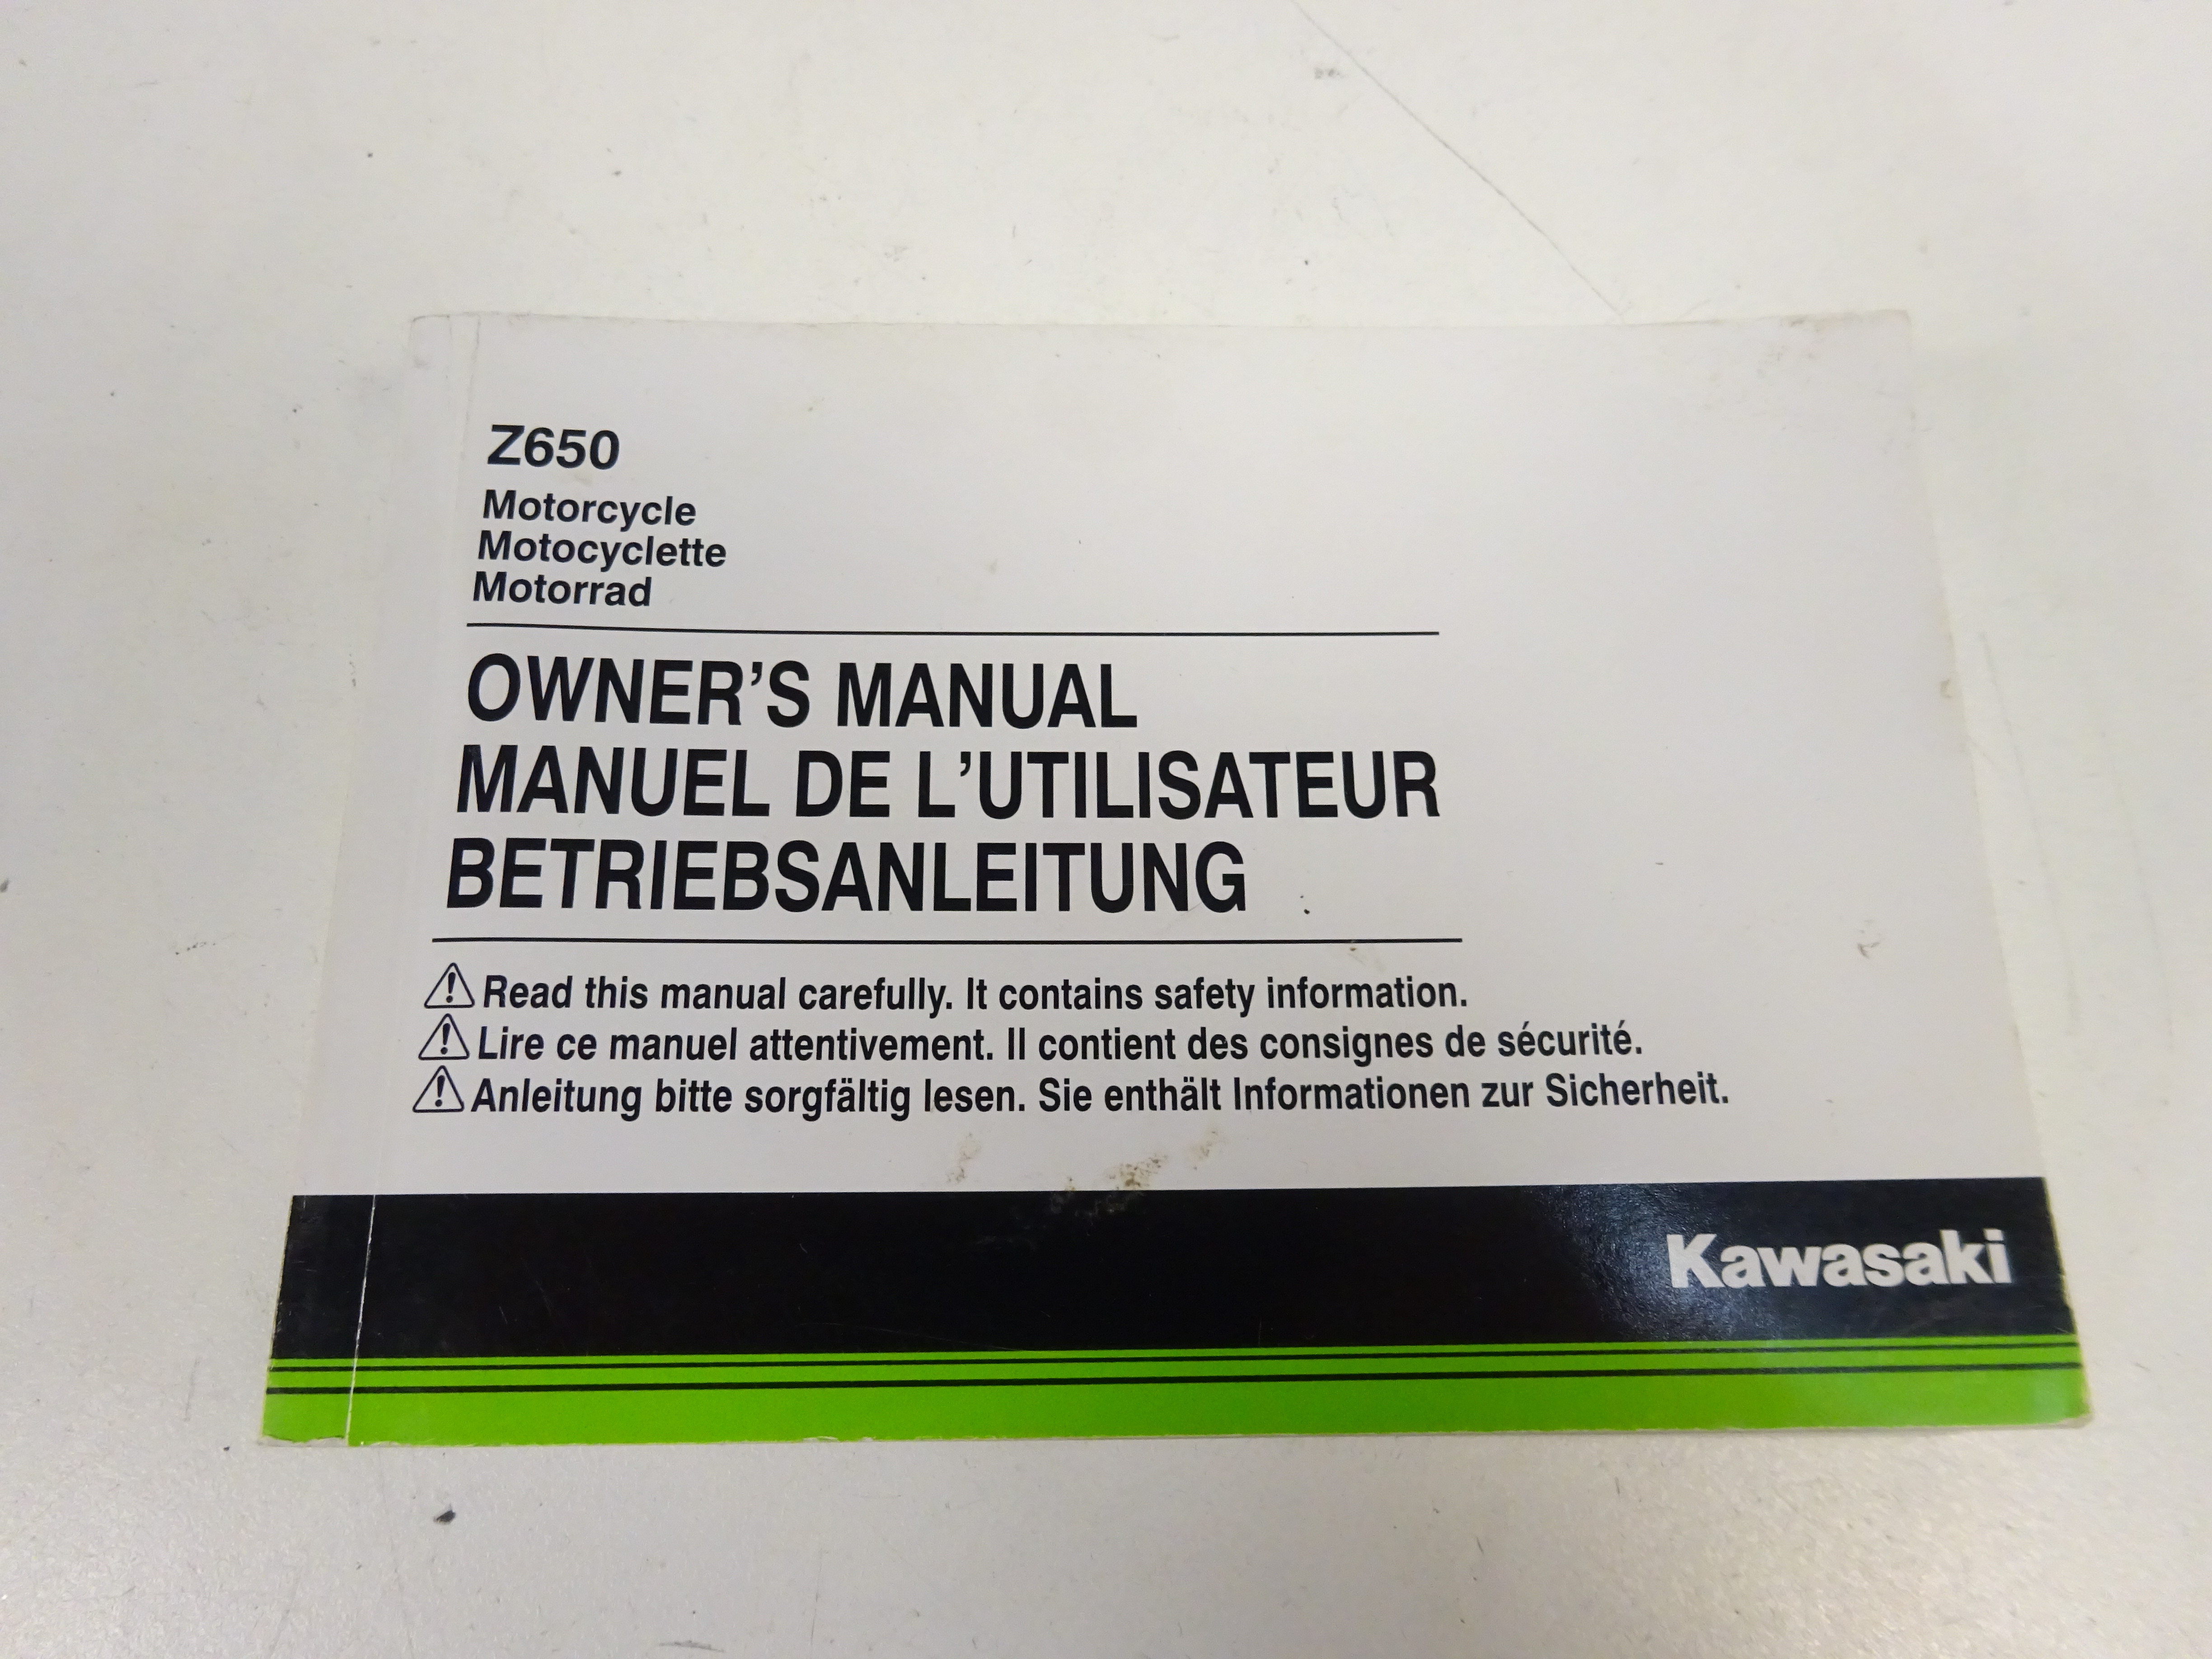 Z650
Motorcycle
Motocyclette
Motorrad
OWNER'S MANUAL
MANUEL DE L'UTILISATEUR
BETRIEBSANLEITUNG
⚠Read this manual carefully. It contains safety information.
⚠Lire ce manuel attentivement. Il contient des consignes de sécurité.
⚠Anleitung bitte sorgfältig lesen. Sie enthält Informationen zur Sicherheit.
Kawasaki